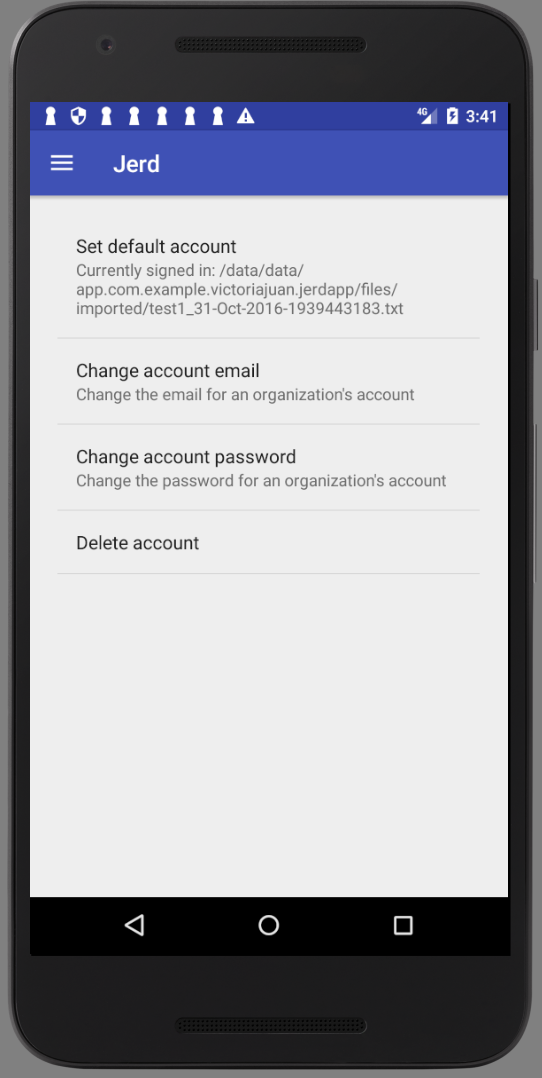 4G 3:41
Jerd
Set default account
Currently signed in: /data/data/
app.com.example.victoriajuan.jerdapp/files/
imported/test1_31-Oct-2016-1939443183.txt
Change account email
Change the email for an organization's account
Change account password
Change the password for an organization's account
Delete account